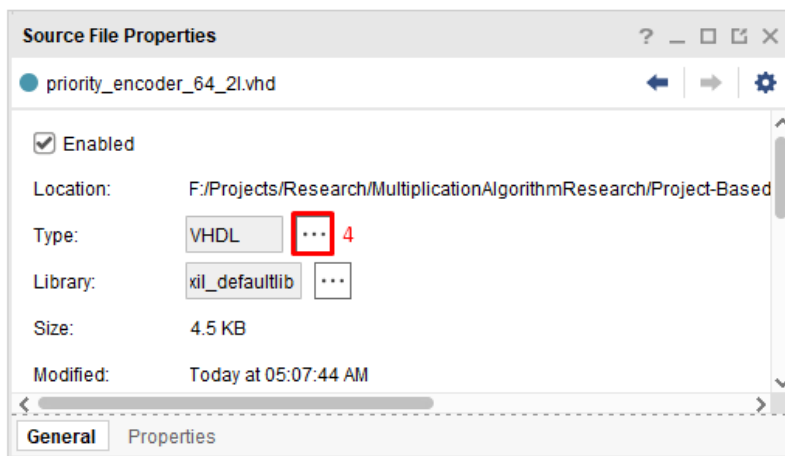 Source File Properties
priority_encoder_64_2l.vhd
Enabled
Location: F:/Projects/Research/MultiplicationAlgorithmResearch/Project-Based
Type: VHDL ... 4
Library: xil_defaultlib ...
Size: 4.5 KB
Modified: Today at 05:07:44 AM
General Properties